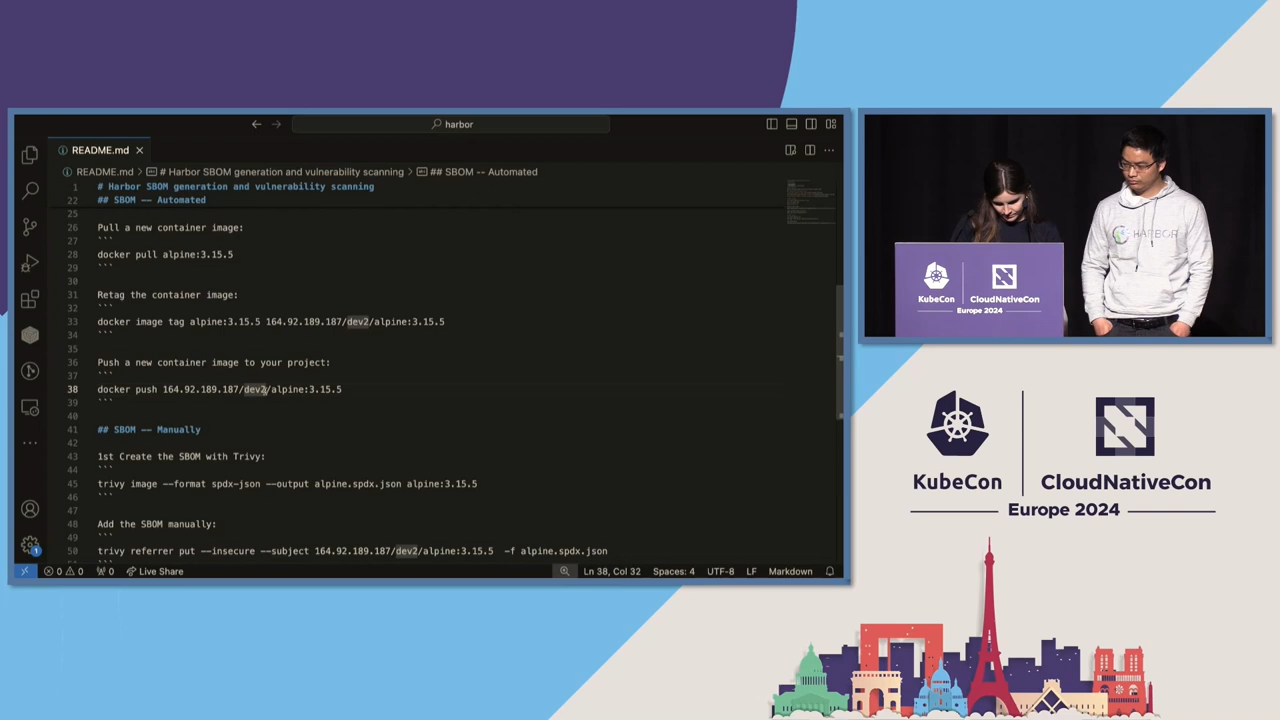 harbor
README.md
README.md > # Harbor SBOM generation and vulnerability scanning > ## SBOM -- Automated
1 # Harbor SBOM generation and vulnerability scanning
22 ## SBOM -- Automated
25
26 Pull a new container image:
27 ```
28 docker pull alpine:3.15.5
29 ```
30
31 Retag the container image:
32 ```
33 docker image tag alpine:3.15.5 164.92.189.187/dev2/alpine:3.15.5
34 ```
35
36 Push a new container image to your project:
37 ```
38 docker push 164.92.189.187/dev2/alpine:3.15.5
39 ```
40
41 ## SBOM -- Manually
42
43 1st Create the SBOM with Trivy:
44 ```
45 trivy image --format spdx-json --output alpine.spdx.json alpine:3.15.5
46 ```
47
48 Add the SBOM manually:
49 ```
50 trivy referrer put --insecure --subject 164.92.189.187/dev2/alpine:3.15.5 -f alpine.spdx.json
1
0 0 0 Live Share Ln 38, Col 32 Spaces: 4 UTF-8 LF Markdown
HARBOR
KubeCon CloudNativeCon
Europe 2024
KubeCon CloudNativeCon
Europe 2024